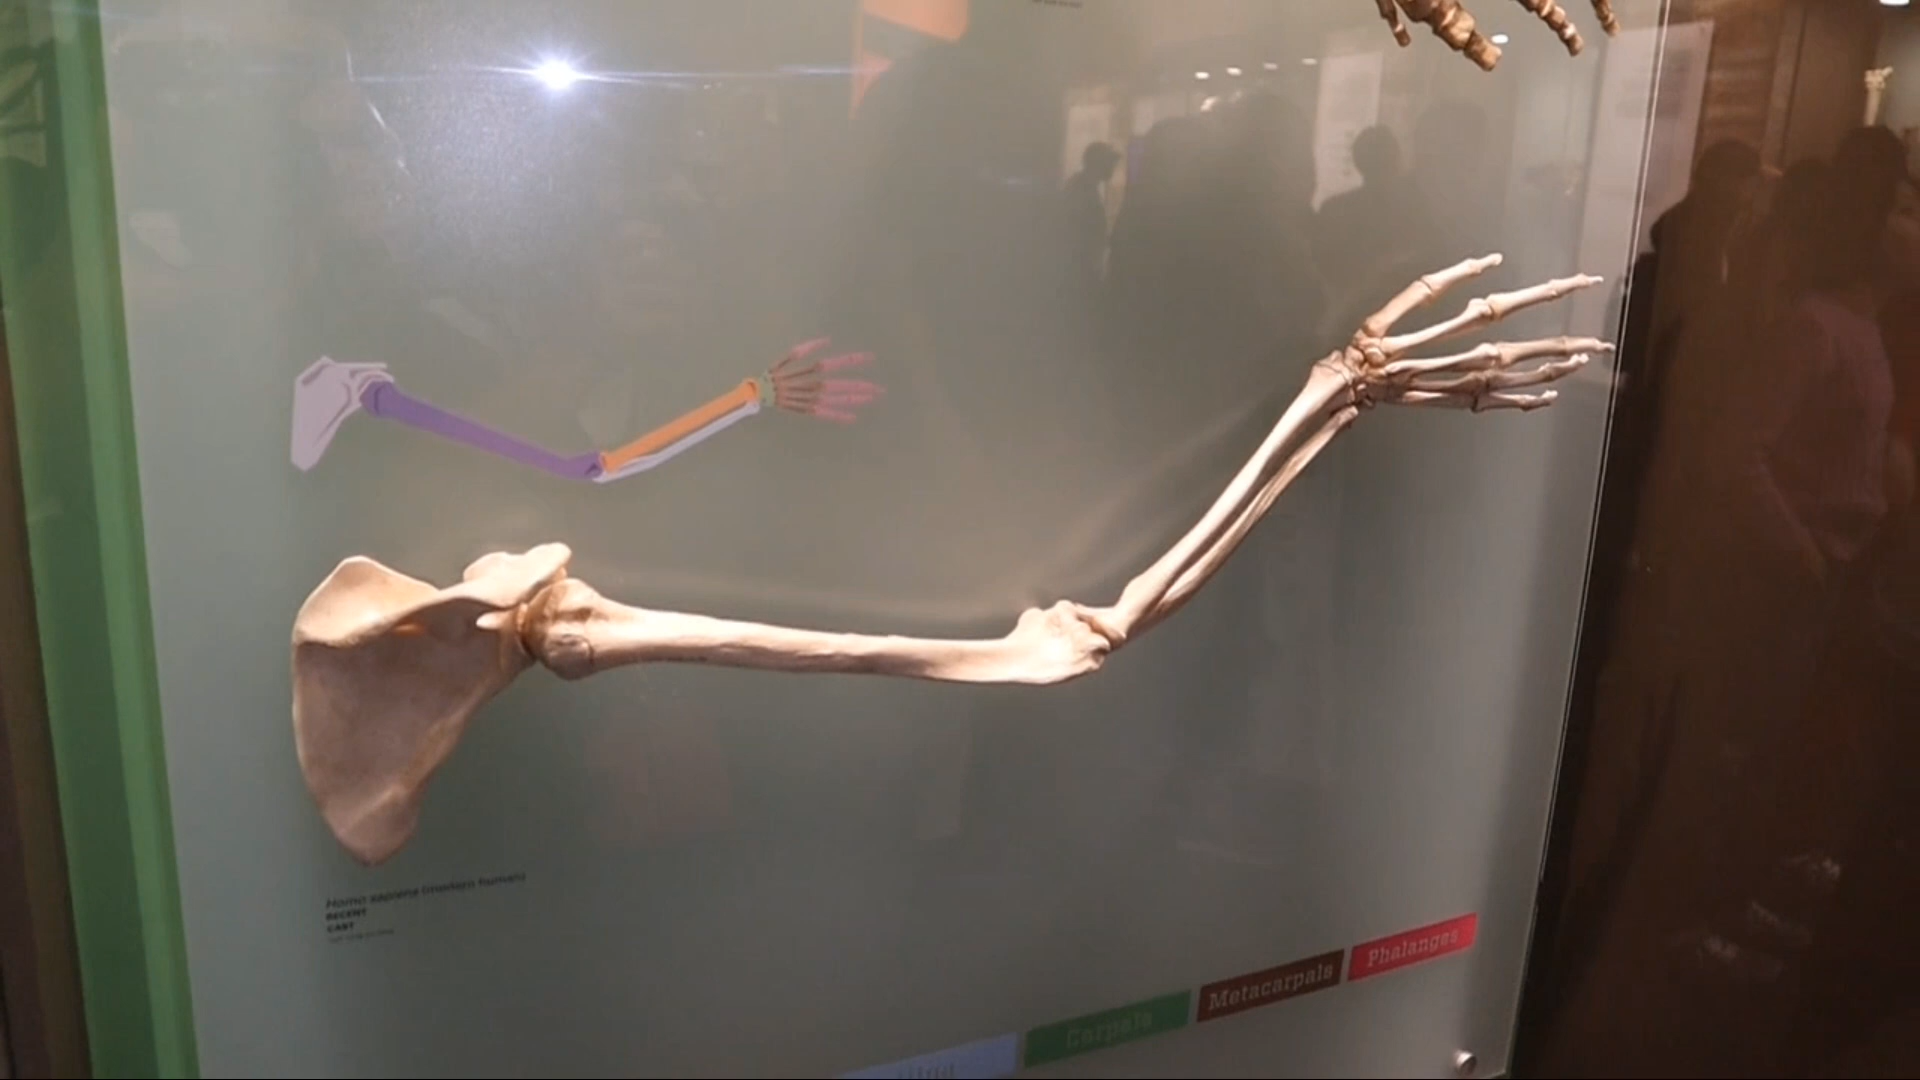 Homo sapiens (modern human)
RECENT
CAST
Carpals
Metacarpals
Phalanges